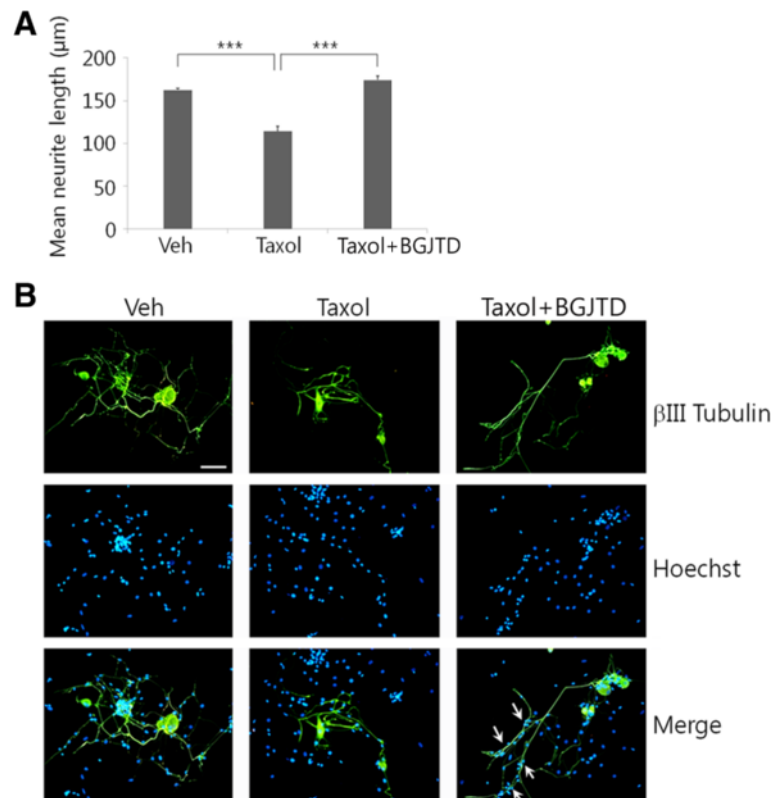 A
Mean neurite length (μm)
200
150
100
50
0
*** ***
Veh Taxol Taxol+BGJTD
B
Veh Taxol Taxol+BGJTD
βIII Tubulin
Hoechst
Merge